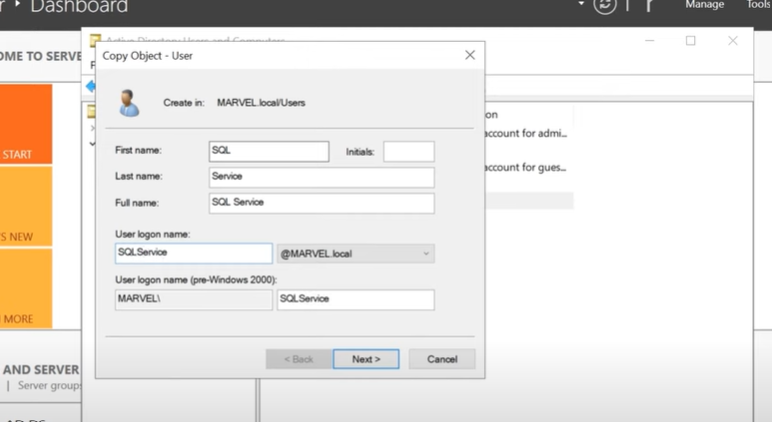 Dashboard
Manage
Tools
Active Directory Users and Computers
OME TO SERVE
Copy Object - User
Create in: MARVEL.local/Users
First name: SQL Initials:
Last name: Service
Full name: SQL Service
User logon name:
SQLService @MARVEL.local
User logon name (pre-Windows 2000):
MARVEL\ SQLService
< Back Next > Cancel
on
account for admi...
account for gues...
START
'S NEW
MORE
AND SERVER
| Server groups